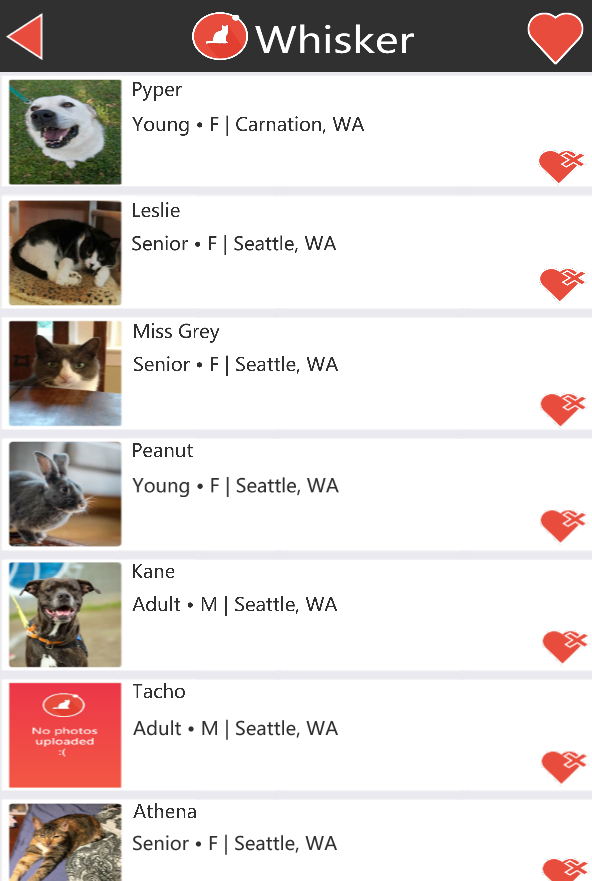 Whisker
Pyper
Young • F | Carnation, WA
Leslie
Senior • F | Seattle, WA
Miss Grey
Senior • F | Seattle, WA
Peanut
Young • F | Seattle, WA
Kane
Adult • M | Seattle, WA
Tacho
No photos
uploaded
:(
Adult • M | Seattle, WA
Athena
Senior • F | Seattle, WA